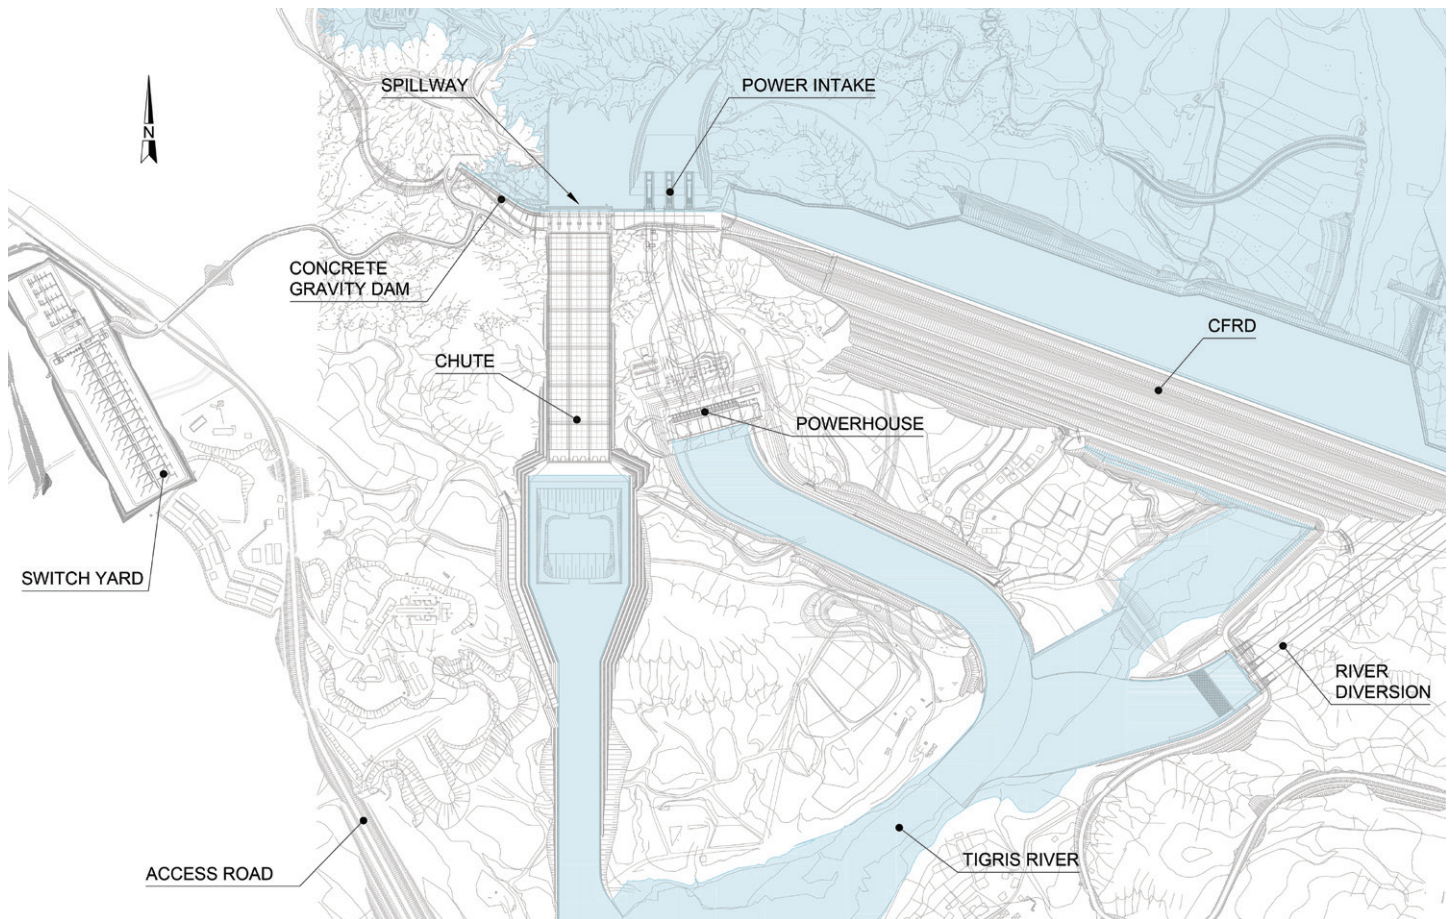 SPILLWAY
POWER INTAKE
N
CONCRETE
GRAVITY DAM
CFRD
CHUTE
POWERHOUSE
SWITCH YARD
RIVER
DIVERSION
TIGRIS RIVER
ACCESS ROAD